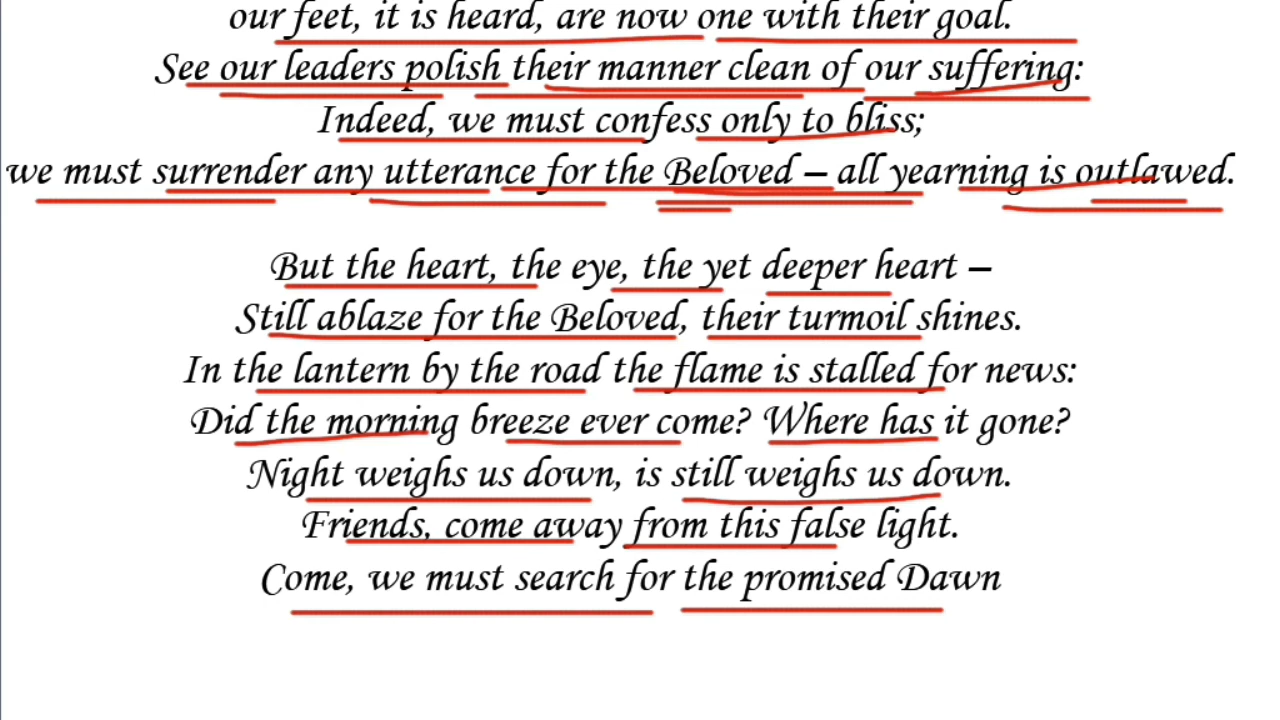 our feet, it is heard, are now one with their goal.
See our leaders polish their manner clean of our suffering:
Indeed, we must confess only to bliss;
we must surrender any utterance for the Beloved – all yearning is outlawed.
But the heart, the eye, the yet deeper heart –
Still ablaze for the Beloved, their turmoil shines.
In the lantern by the road the flame is stalled for news:
Did the morning breeze ever come? Where has it gone?
Night weighs us down, is still weighs us down.
Friends, come away from this false light.
Come, we must search for the promised Dawn